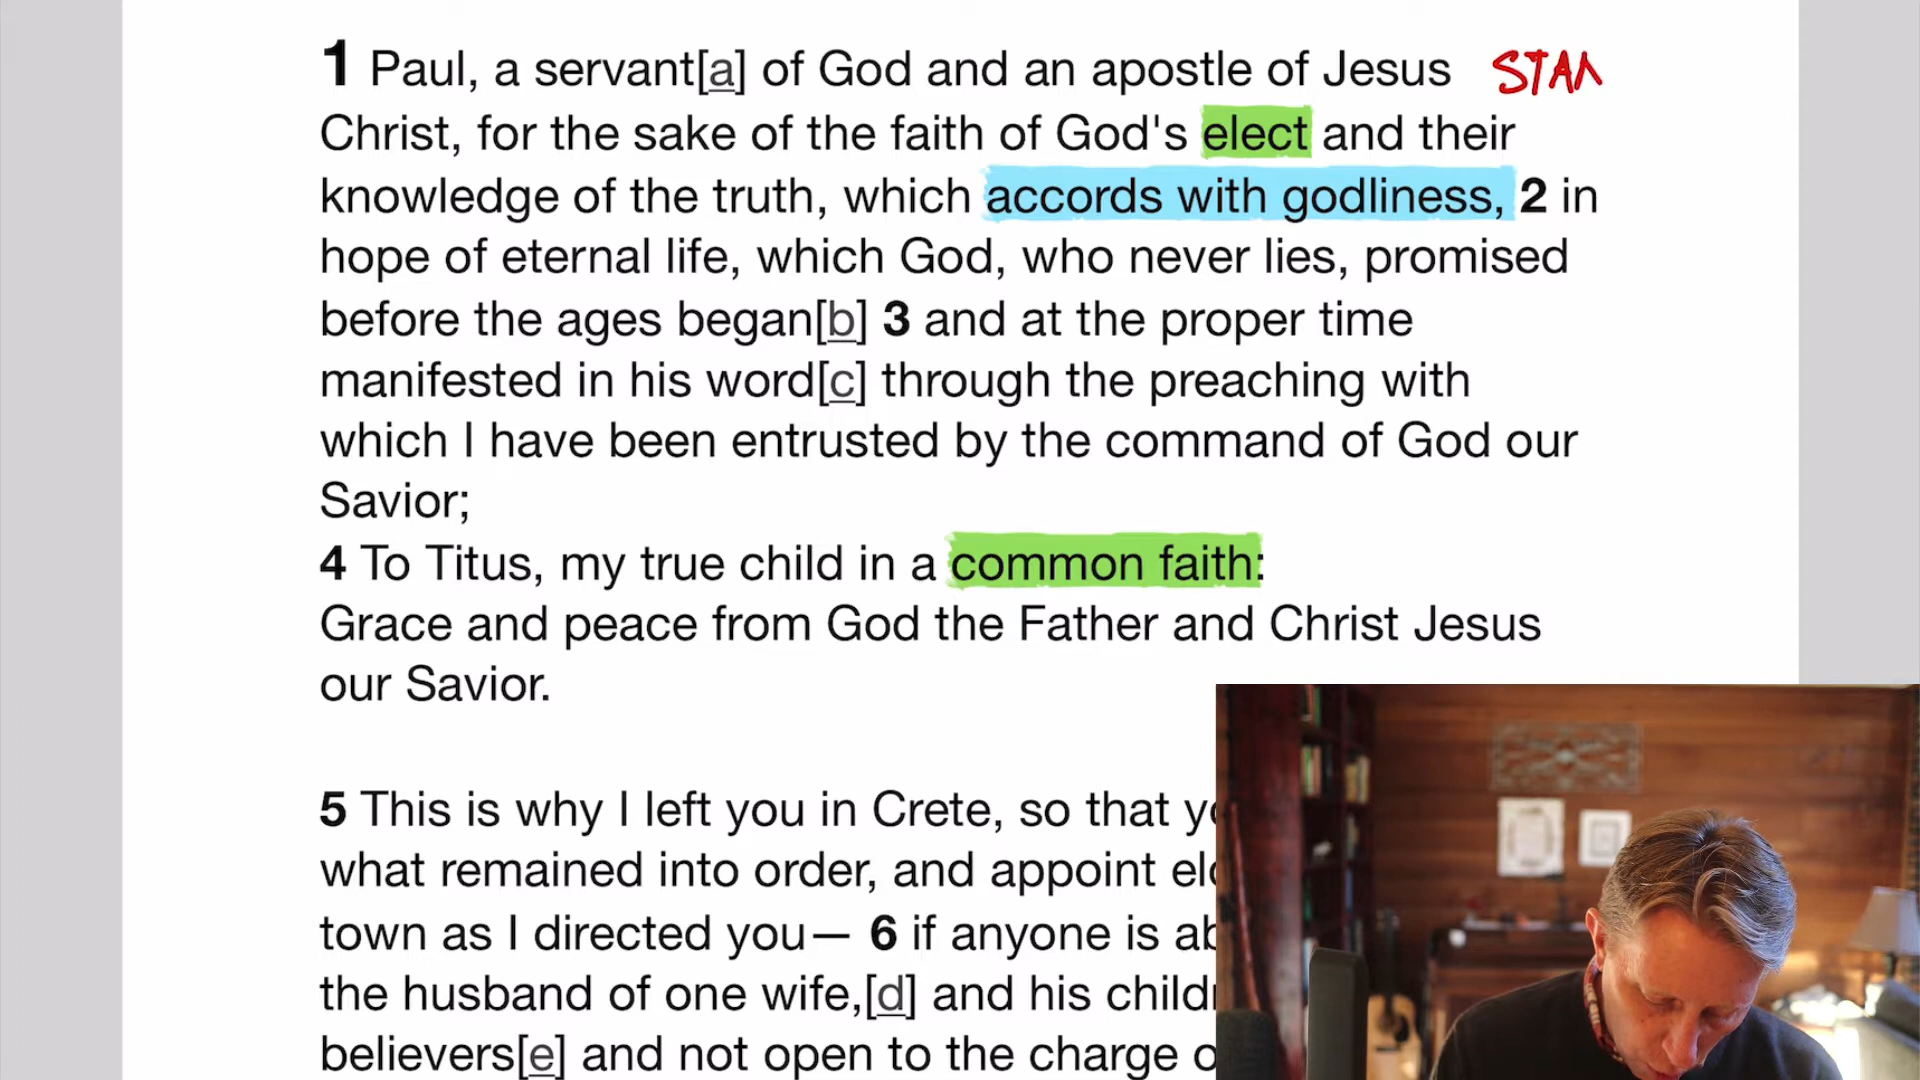 1 Paul, a servant[a] of God and an apostle of Jesus STAN
Christ, for the sake of the faith of God's elect and their
knowledge of the truth, which accords with godliness, 2 in
hope of eternal life, which God, who never lies, promised
before the ages began[b] 3 and at the proper time
manifested in his word[c] through the preaching with
which I have been entrusted by the command of God our
Savior;
4 To Titus, my true child in a common faith:
Grace and peace from God the Father and Christ Jesus
our Savior.
5 This is why I left you in Crete, so that
what remained into order, and appoint
town as I directed you— 6 if anyone is
the husband of one wife,[d] and his
believers[e] and not open to the charge